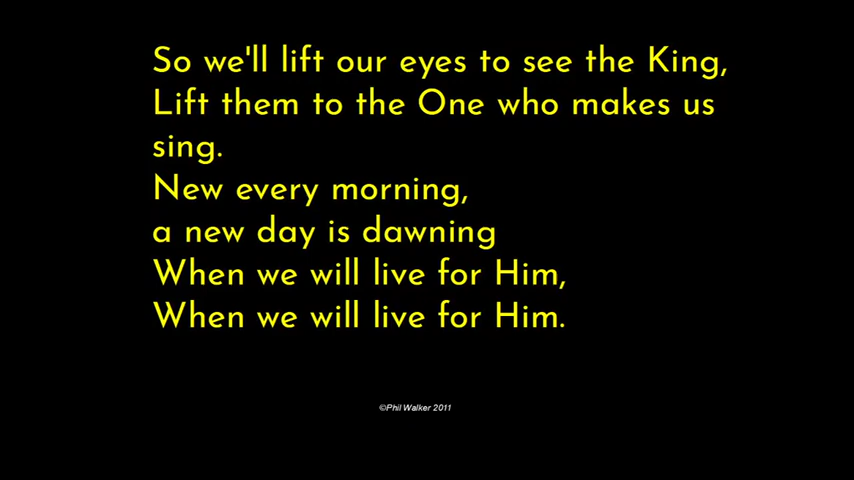 So we'll lift our eyes to see the King,
Lift them to the One who makes us
sing.
New every morning,
a new day is dawning
When we will live for Him,
When we will live for Him.
©Phil Walker 2011